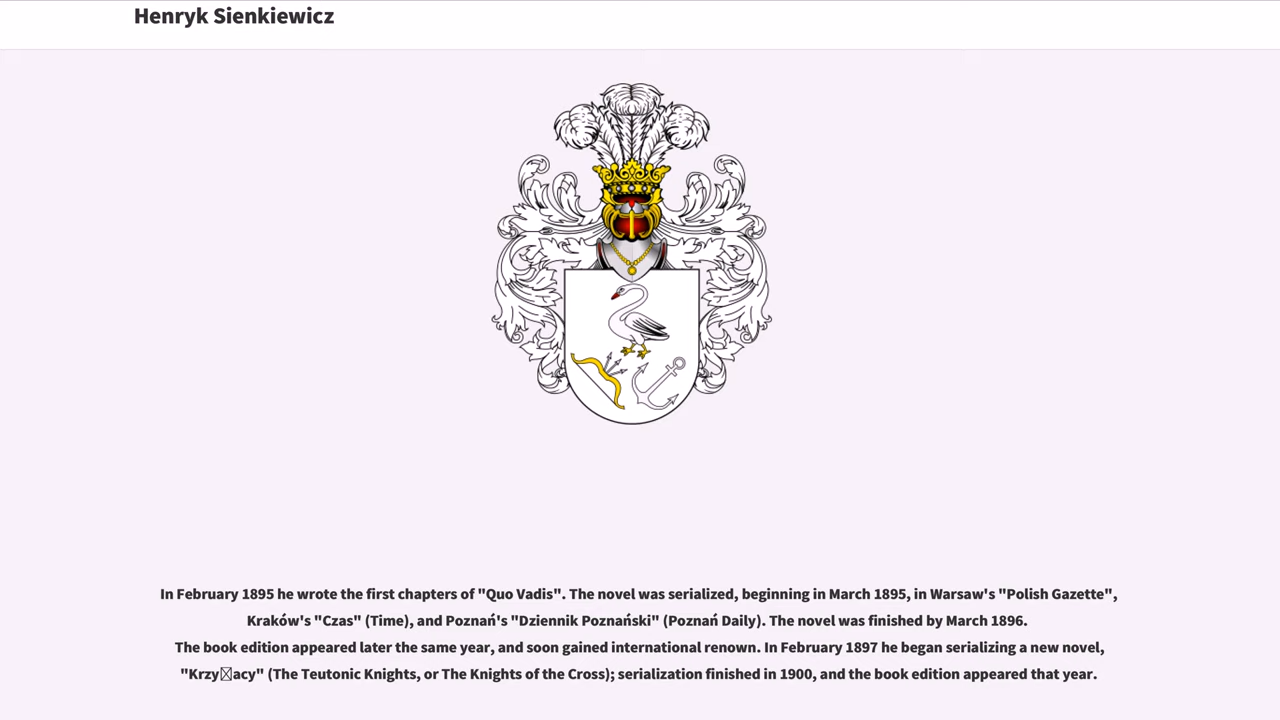 Henryk Sienkiewicz
In February 1895 he wrote the first chapters of "Quo Vadis". The novel was serialized, beginning in March 1895, in Warsaw's "Polish Gazette",
Kraków's "Czas" (Time), and Poznań's "Dziennik Poznański" (Poznań Daily). The novel was finished by March 1896.
The book edition appeared later the same year, and soon gained international renown. In February 1897 he began serializing a new novel,
"Krzy☒acy" (The Teutonic Knights, or The Knights of the Cross); serialization finished in 1900, and the book edition appeared that year.